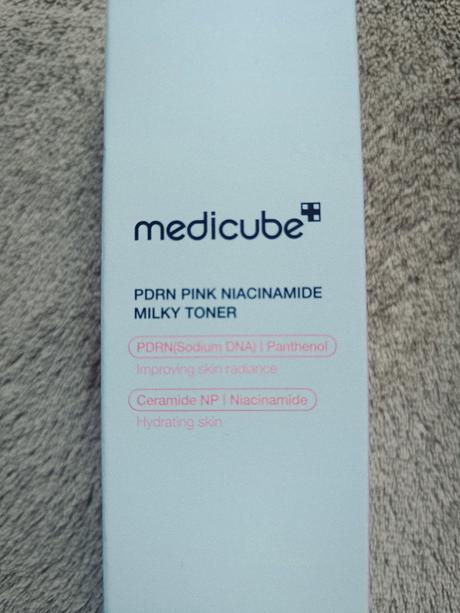 medicube
PDRN PINK NIACINAMIDE
MILKY TONER
PDRN(Sodium DNA) | Panthenol
Improving skin radiance
Ceramide NP | Niacinamide
Hydrating skin